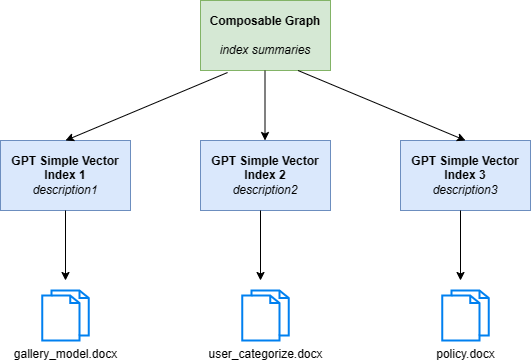 Composable Graph
index summaries
GPT Simple Vector
Index 1
description1
GPT Simple Vector
Index 2
description2
GPT Simple Vector
Index 3
description3
gallery_model.docx
user_categorize.docx
policy.docx